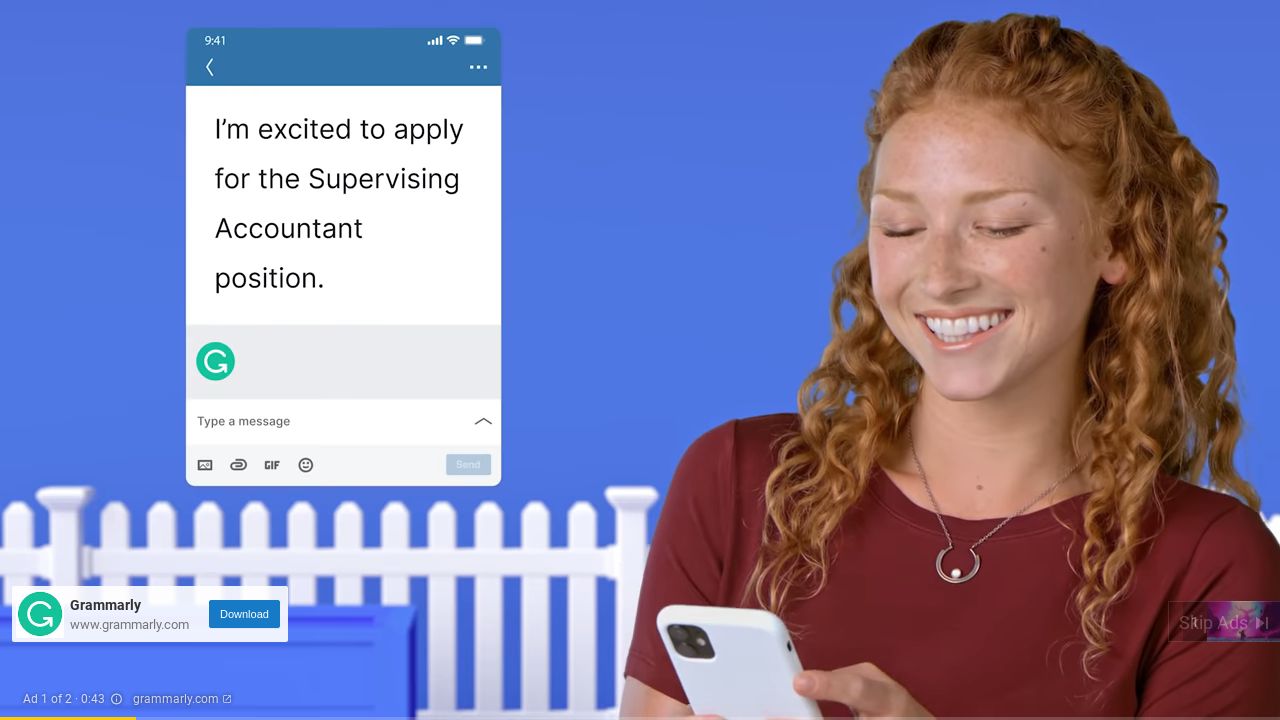 9:41
I'm excited to apply
for the Supervising
Accountant
position.
Type a message
GIF
Send
Grammarly
www.grammarly.com
Download
Skip Ads
Ad 1 of 2 · 0:43
grammarly.com